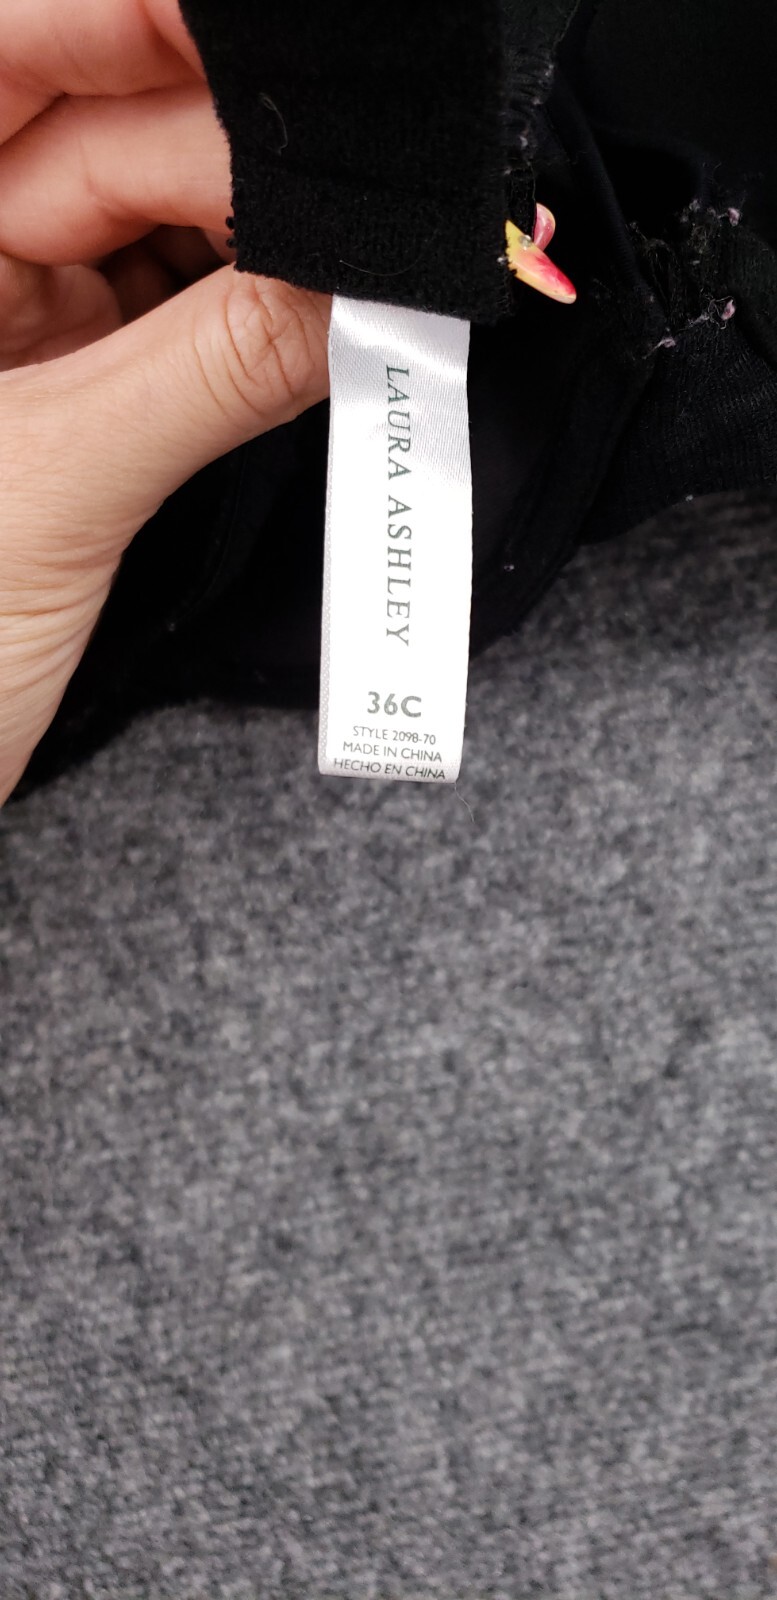 LAURA ASHLEY
36C
STYLE 2098-70
MADE IN CHINA
HECHO EN CHINA